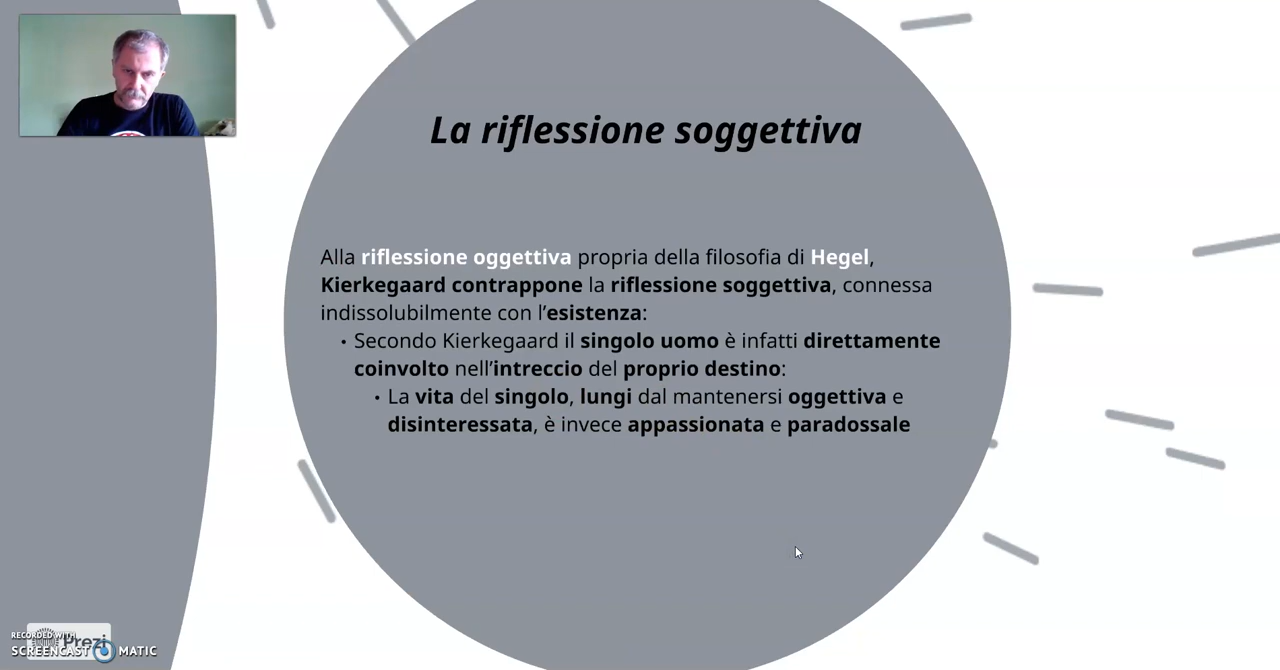 La riflessione soggettiva
Alla riflessione oggettiva propria della filosofia di Hegel,
Kierkegaard contrappone la riflessione soggettiva, connessa
indissolubilmente con l'esistenza:
• Secondo Kierkegaard il singolo uomo è infatti direttamente
coinvolto nell'intreccio del proprio destino:
• La vita del singolo, lungi dal mantenersi oggettiva e
disinteressata, è invece appassionata e paradossale
Prezi
RECORDED WITH
SCREENCAST MATIC